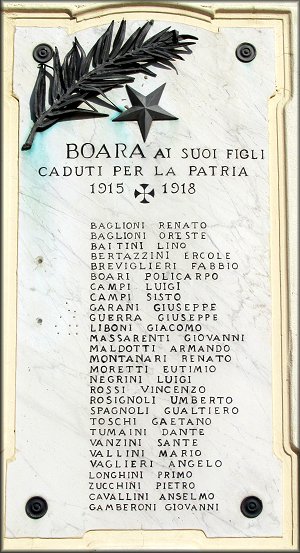 BOARA AI SUOI FIGLI
CADUTI PER LA PATRIA
1915 1918
BAGLIONI RENATO
BAGLIONI ORESTE
BAITINI LINO
BERTAZZINI ERCOLE
BREVIGLIERI FABBIO
BOARI POLICARPO
CAMPI LUIGI
CAMPI SISTO
GARANI GIUSEPPE
GUERRA GIUSEPPE
LIBONI GIACOMO
MASSARENTI GIOVANNI
MALDOTTI ARMANDO
MONTANARI RENATO
MORETTI EUTIMIO
NEGRINI LUIGI
ROSSI VINCENZO
ROSIGNOLI UMBERTO
SPAGNOLI GUALTIERO
TOSCHI GAETANO
TUMAINI DANTE
VANZINI SANTE
VALLINI MARIO
VAGLIERI ANGELO
LONGHINI PRIMO
ZUCCHINI PIETRO
CAVALLINI ANSELMO
GAMBERONI GIOVANNI